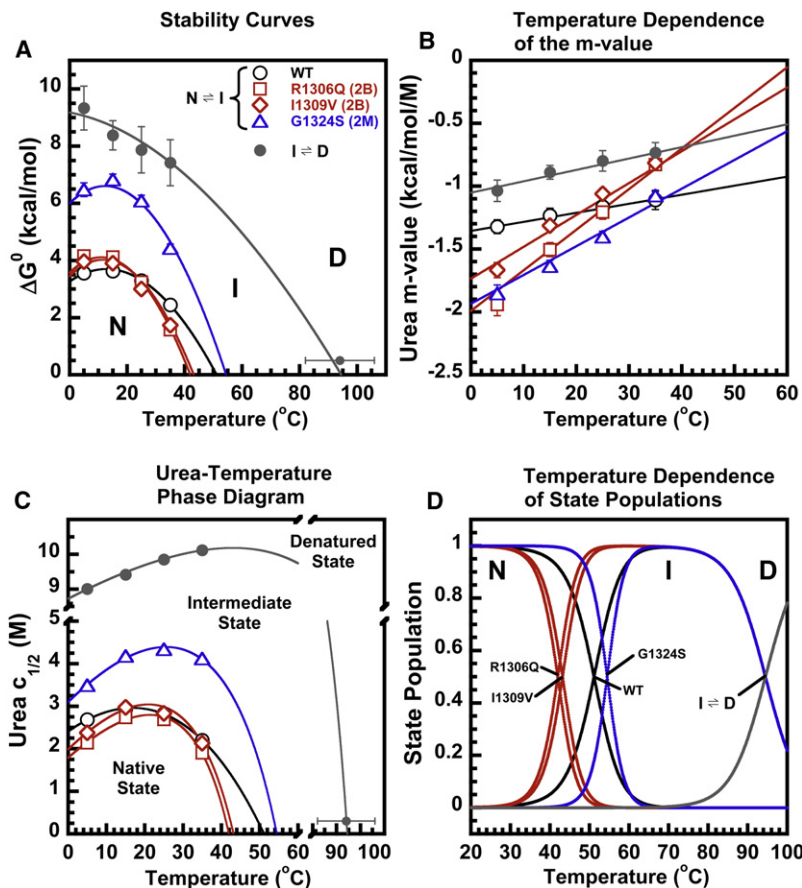 Stability Curves
A
ΔG⁰ (kcal/mol)
10
8
6
4
2
0
0 20 40 60 80 100
Temperature (°C)
N ⇌ I
WT
R1306Q (2B)
I1309V (2B)
G1324S (2M)
I ⇌ D
N
I
D
Temperature Dependence
of the m-value
B
Urea m-value (kcal/mol/M)
0
-0.5
-1
-1.5
-2
-2.5
0 10 20 30 40 50 60
Temperature (°C)
Urea-Temperature
Phase Diagram
C
Urea c1/2 (M)
10
9
5
4
3
2
1
0
0 10 20 30 40 50 60 80 100
Temperature (°C)
Denatured
State
Intermediate
State
Native
State
Temperature Dependence
of State Populations
D
State Population
1
0.8
0.6
0.4
0.2
0
20 30 40 50 60 70 80 90 100
Temperature (°C)
N
I
D
R1306Q
I1309V
G1324S
WT
I ⇌ D